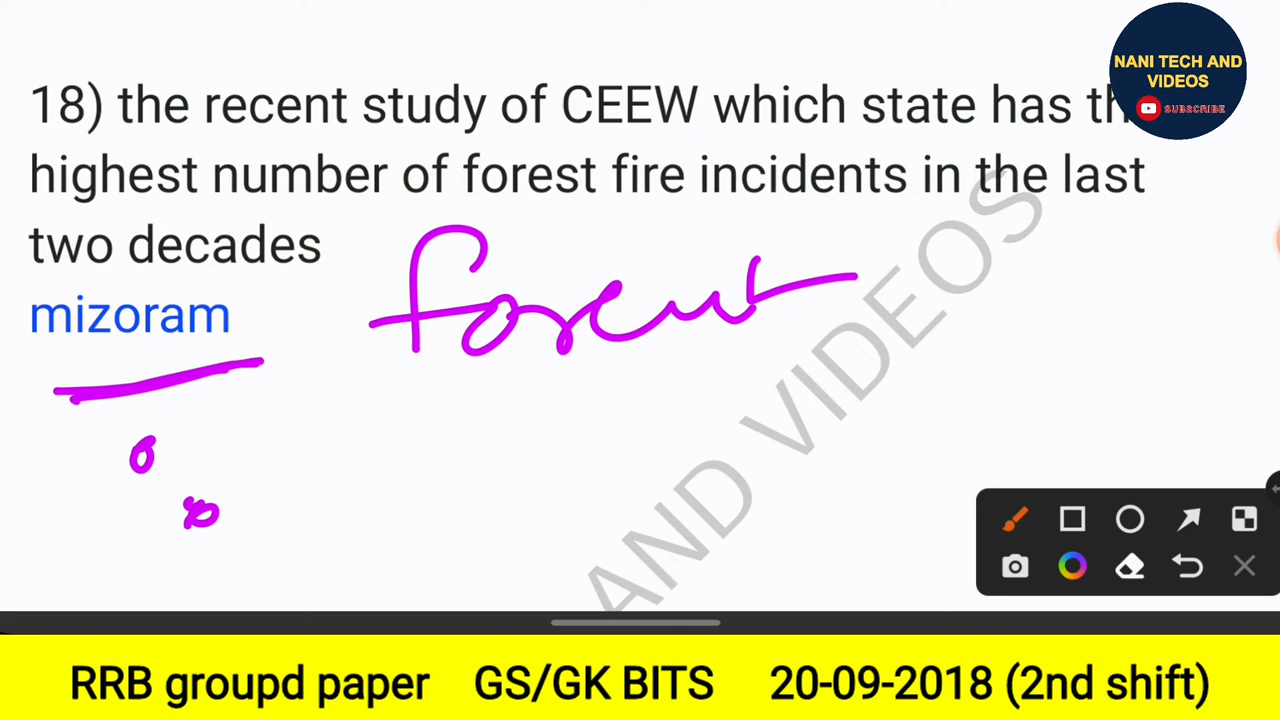 NANI TECH AND
VIDEOS
SUBSCRIBE
18) the recent study of CEEW which state has th
highest number of forest fire incidents in the last
two decades
mizoram
AND VIDEOS
RRB groupd paper GS/GK BITS 20-09-2018 (2nd shift)